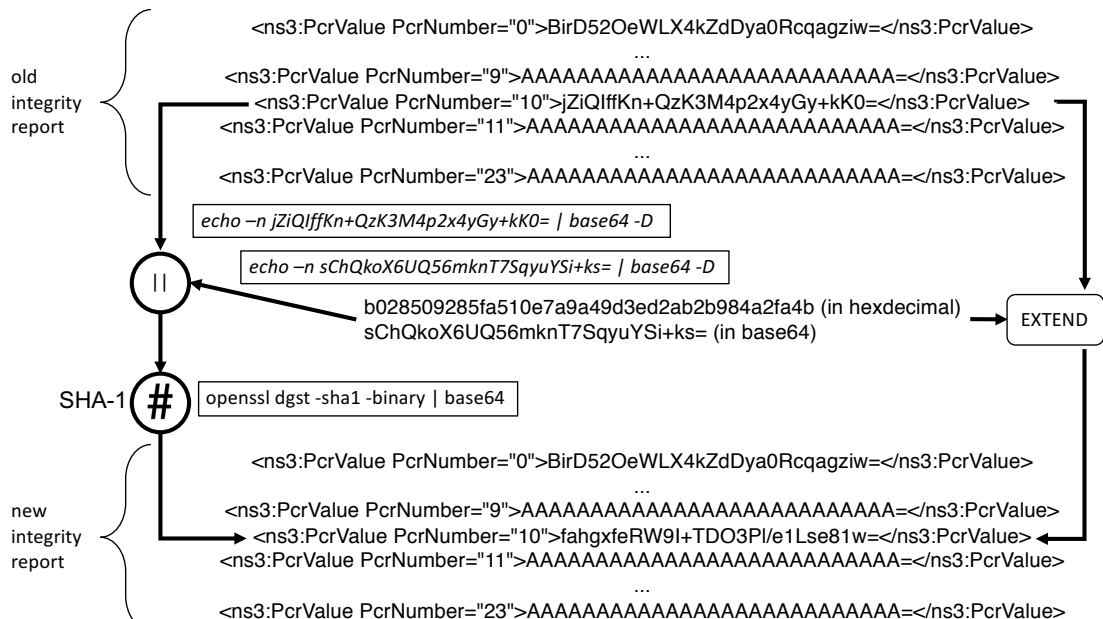 <ns3:PcrValue PcrNumber="0">BirD52OeWLX4kZdDya0Rcqagziw=</ns3:PcrValue>
...
old
integrity
report
<ns3:PcrValue PcrNumber="9">AAAAAAAAAAAAAAAAAAAAAAAAAAA=</ns3:PcrValue>
<ns3:PcrValue PcrNumber="10">jZiQIffKn+QzK3M4p2x4yGy+kK0=</ns3:PcrValue>
<ns3:PcrValue PcrNumber="11">AAAAAAAAAAAAAAAAAAAAAAAAAAA=</ns3:PcrValue>
...
<ns3:PcrValue PcrNumber="23">AAAAAAAAAAAAAAAAAAAAAAAAAAA=</ns3:PcrValue>
echo –n jZiQIffKn+QzK3M4p2x4yGy+kK0= | base64 -D
echo –n sChQkoX6UQ56mknT7SqyuYSi+ks= | base64 -D
||
b028509285fa510e7a9a49d3ed2ab2b984a2fa4b (in hexdecimal)
sChQkoX6UQ56mknT7SqyuYSi+ks= (in base64)
EXTEND
SHA-1
#
openssl dgst -sha1 -binary | base64
<ns3:PcrValue PcrNumber="0">BirD52OeWLX4kZdDya0Rcqagziw=</ns3:PcrValue>
...
new
integrity
report
<ns3:PcrValue PcrNumber="9">AAAAAAAAAAAAAAAAAAAAAAAAAAA=</ns3:PcrValue>
<ns3:PcrValue PcrNumber="10">fahgxfeRW9I+TDO3Pl/e1Lse81w=</ns3:PcrValue>
<ns3:PcrValue PcrNumber="11">AAAAAAAAAAAAAAAAAAAAAAAAAAA=</ns3:PcrValue>
...
<ns3:PcrValue PcrNumber="23">AAAAAAAAAAAAAAAAAAAAAAAAAAA=</ns3:PcrValue>